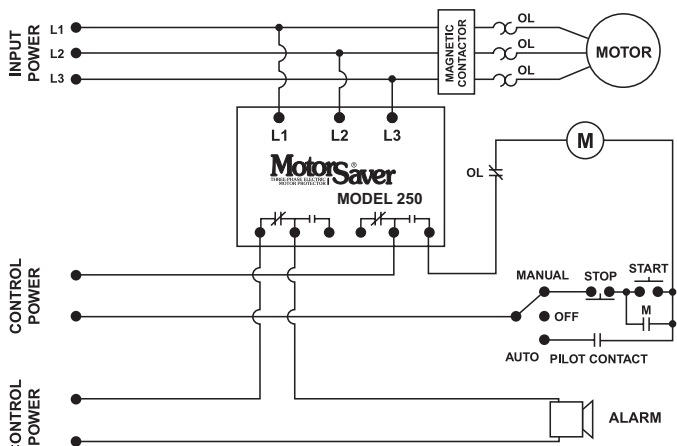 INPUT POWER
L1
L2
L3
MAGNETIC CONTACTOR
OL
OL
OL
MOTOR
L1 L2 L3
MotorSaver®
THREE-PHASE ELECTRIC
MOTOR PROTECTOR
MODEL 250
OL
M
CONTROL POWER
MANUAL STOP START
M
OFF
AUTO PILOT CONTACT
CONTROL POWER
ALARM